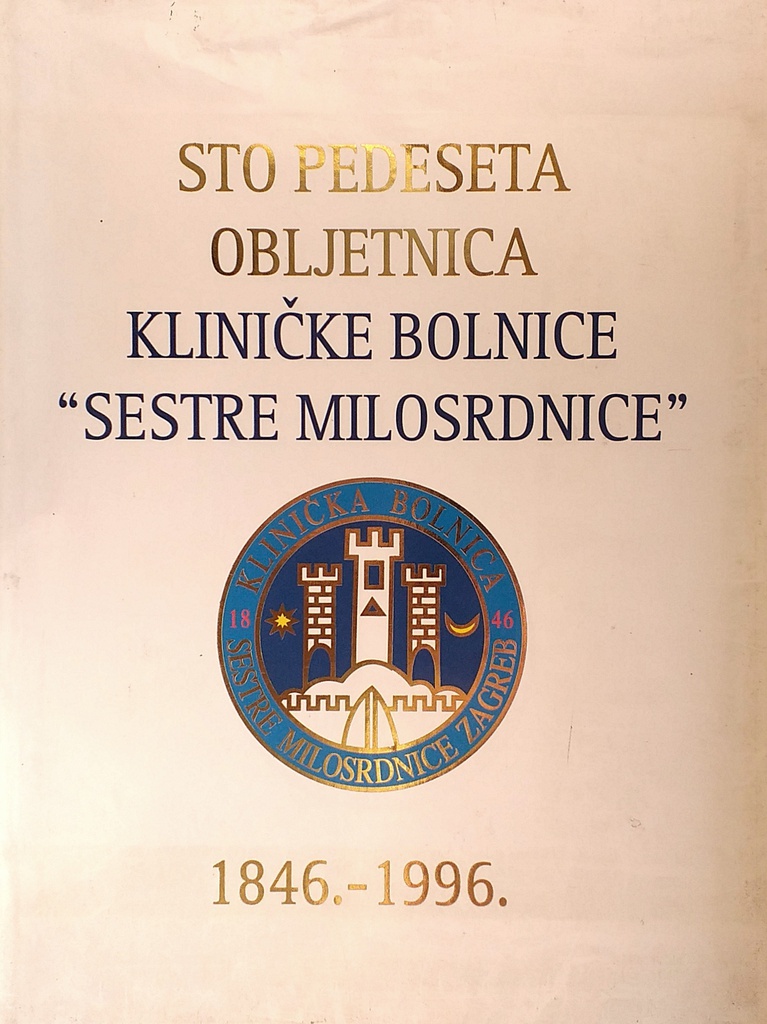 STO PEDESETA
OBLJETNICA
KLINIČKE BOLNICE
“SESTRE MILOSRDNICE”
KLINIČKA BOLNICA
18 46
SESTRE MILOSRDNICE ZAGREB
1846.-1996.